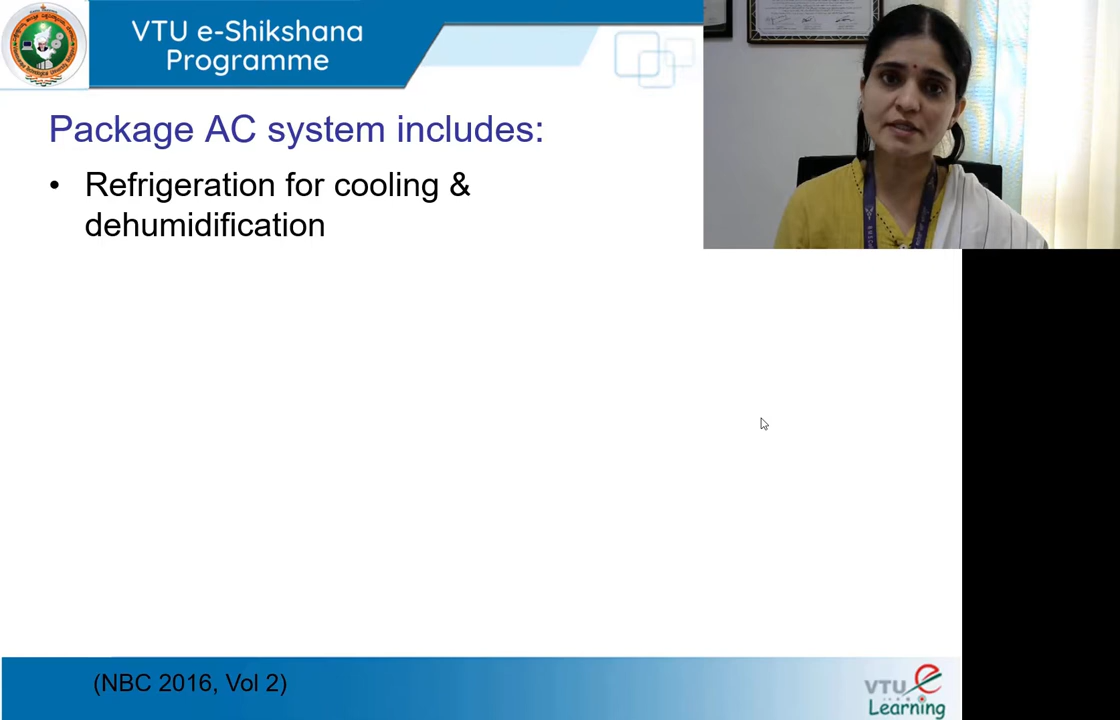 VTU e-Shikshana
Programme
Package AC system includes:
• Refrigeration for cooling &
dehumidification
(NBC 2016, Vol 2)
VTU e
Learning